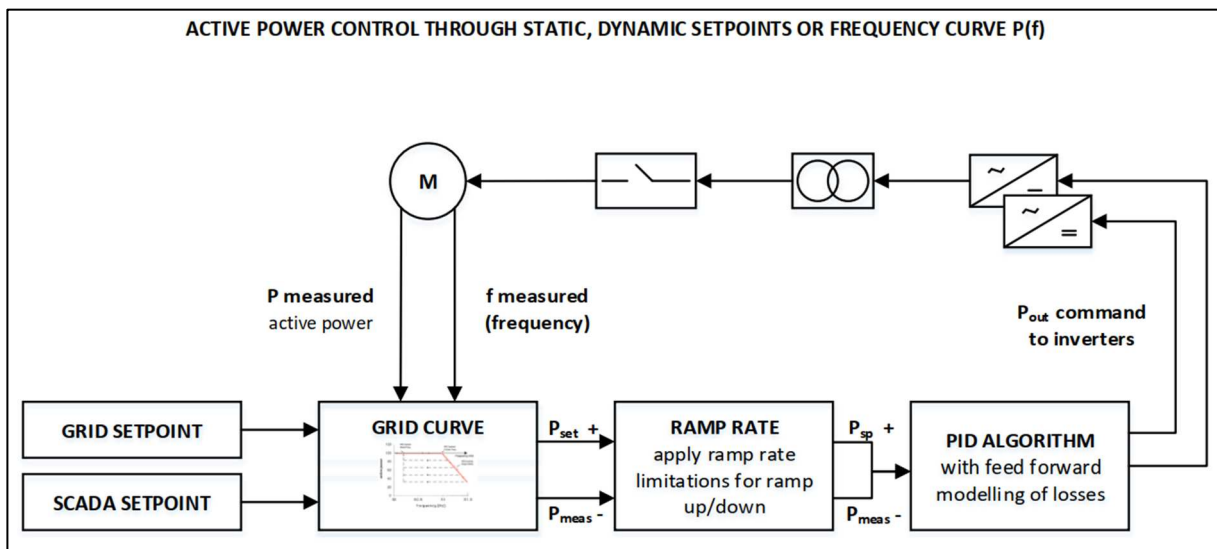 ACTIVE POWER CONTROL THROUGH STATIC, DYNAMIC SETPOINTS OR FREQUENCY CURVE P(f)
M
~
–
~
=
P measured
active power
f measured
(frequency)
Pout command
to inverters
GRID SETPOINT
SCADA SETPOINT
GRID CURVE
Pset +
Pmeas -
RAMP RATE
apply ramp rate
limitations for ramp
up/down
Psp +
Pmeas -
PID ALGORITHM
with feed forward
modelling of losses